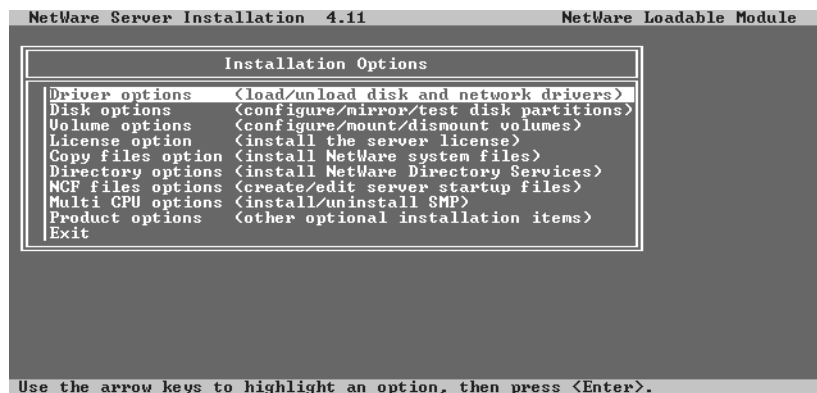 NetWare Server Installation 4.11 NetWare Loadable Module
Installation Options
Driver options (load/unload disk and network drivers)
Disk options (configure/mirror/test disk partitions)
Volume options (configure/mount/dismount volumes)
License option (install the server license)
Copy files option (install NetWare system files)
Directory options (install NetWare Directory Services)
NCF files options (create/edit server startup files)
Multi CPU options (install/uninstall SMP)
Product options (other optional installation items)
Exit
Use the arrow keys to highlight an option, then press <Enter>.